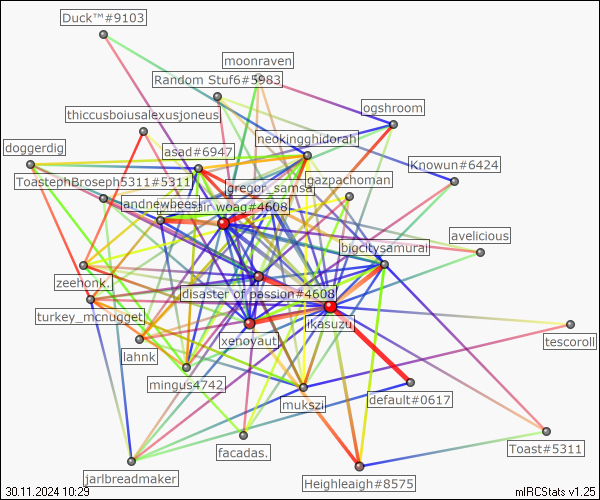 Duck™#9103
moonraven
Random Stuf6#5983
ogshroom
thiccusboiusalexusjoneus
neokingghidorah
doggerdig
asad#6947
Knowun#6424
ToastephBroseph5311#5311
gregor_samsa
gazpachoman
andnewbees
woag#4608
avelicious
bigcitysamurai
zeehonk.
disaster of passion#4608
turkey_mcnugget
xenoyaut
ikasuzu
tescoroll
lahnk
mingus4742
mukszi
default#0617
facadas.
Toast#5311
jarlbreadmaker
Heighleaigh#8575
30.11.2024 10:29
mIRCStats v1.25